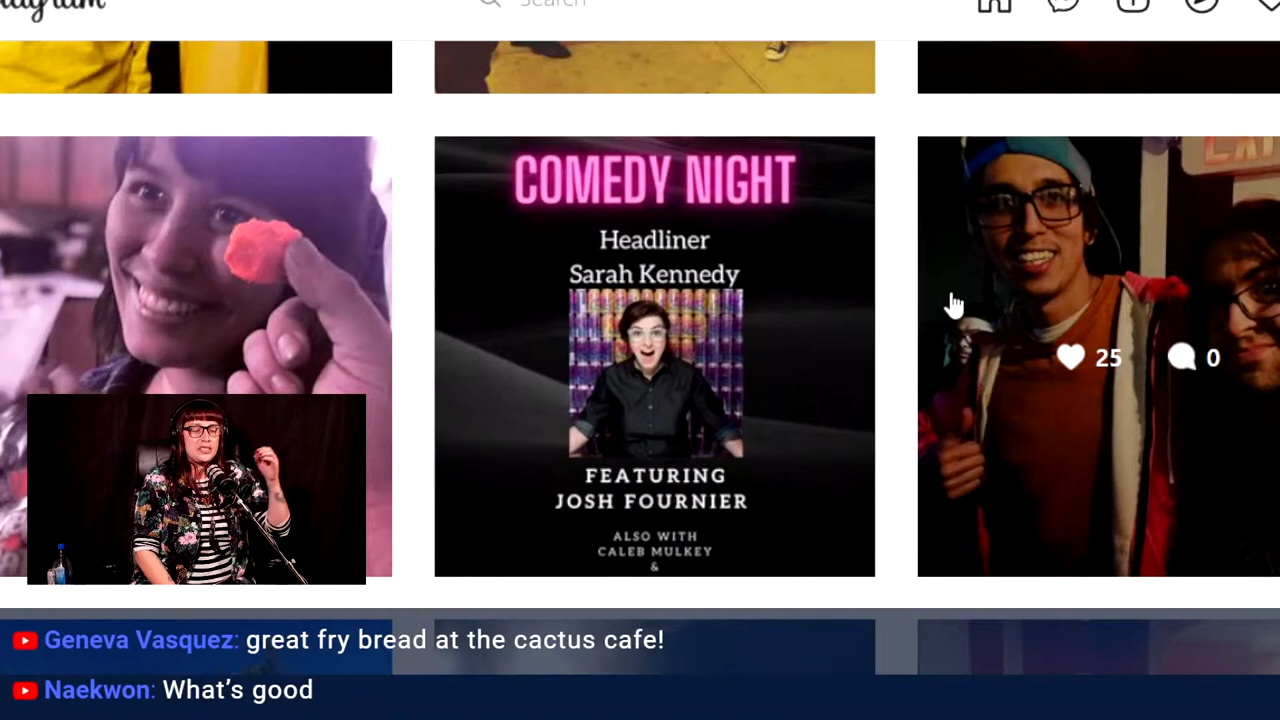 Search
COMEDY NIGHT
Headliner
Sarah Kennedy
FEATURING
JOSH FOURNIER
ALSO WITH
CALEB MULKEY
&
25
0
Geneva Vasquez: great fry bread at the cactus cafe!
Naekwon: What's good